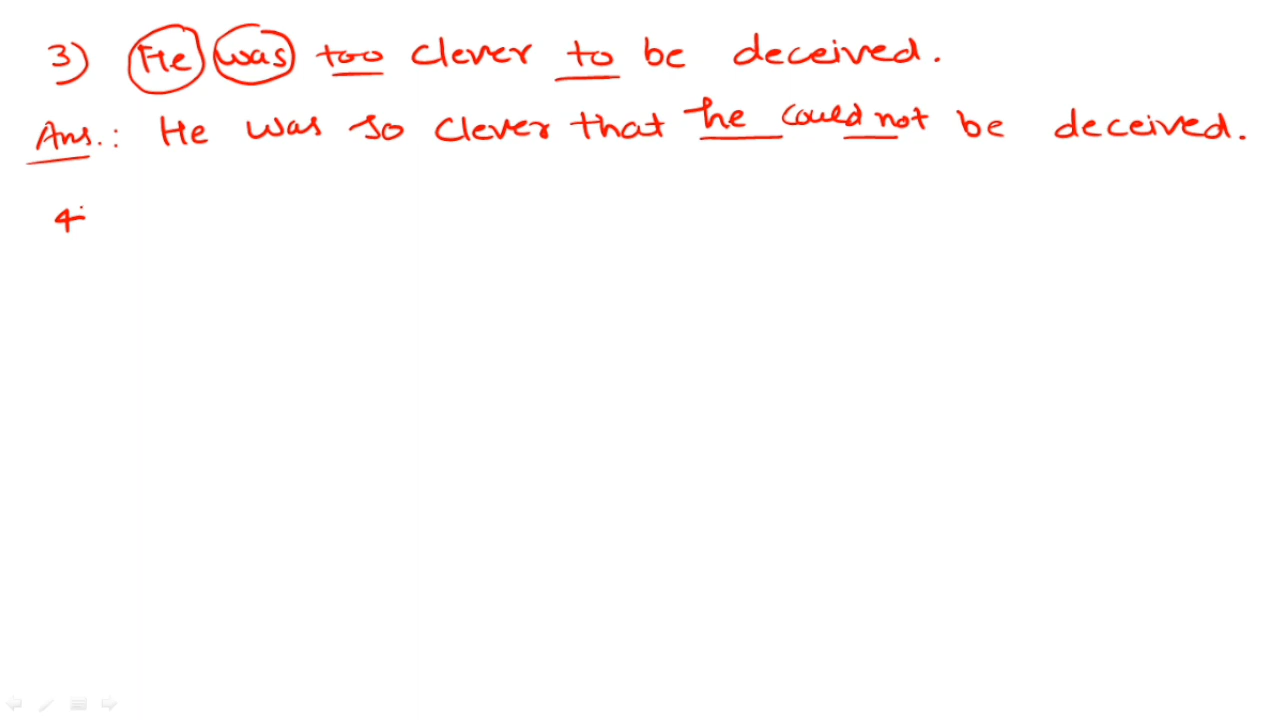 3) He was too clever to be deceived.
Ans.: He was so clever that he could not be deceived.
4